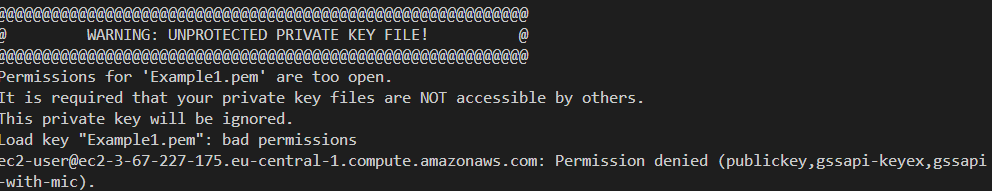 @@@@@@@@@@@@@@@@@@@@@@@@@@@@@@@@@@@@@@@@@@@@@@@@@@@@@@@@@@@
@         WARNING: UNPROTECTED PRIVATE KEY FILE!          @
@@@@@@@@@@@@@@@@@@@@@@@@@@@@@@@@@@@@@@@@@@@@@@@@@@@@@@@@@@@
Permissions for 'Example1.pem' are too open.
It is required that your private key files are NOT accessible by others.
This private key will be ignored.
Load key "Example1.pem": bad permissions
ec2-user@ec2-3-67-227-175.eu-central-1.compute.amazonaws.com: Permission denied (publickey,gssapi-keyex,gssapi
-with-mic).